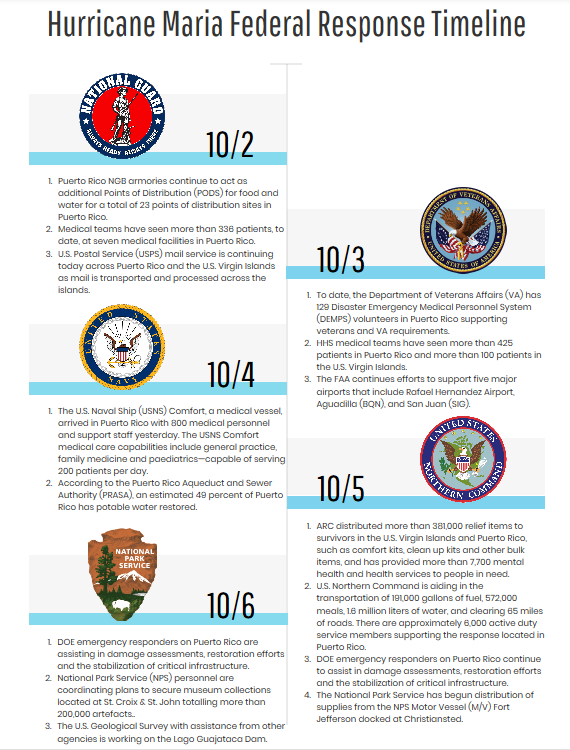 Hurricane Maria Federal Response Timeline
NATIONAL GUARD
ALWAYS READY ALWAYS THERE
10/2
1. Puerto Rico NGB armories continue to act as
additional Points of Distribution (PODS) for food and
water for a total of 23 points of distribution sites in
Puerto Rico.
2. Medical teams have seen more than 336 patients, to
date, at seven medical facilities in Puerto Rico.
3. U.S. Postal Service (USPS) mail service is continuing
today across Puerto Rico and the U.S. Virgin Islands
as mail is transported and processed across the
islands.
DEPARTMENT OF VETERANS AFFAIRS
UNITED STATES OF AMERICA
10/3
1. To date, the Department of Veterans Affairs (VA) has
129 Disaster Emergency Medical Personnel System
(DEMPS) volunteers in Puerto Rico supporting
veterans and VA requirements.
2. HHS medical teams have seen more than 425
patients in Puerto Rico and more than 100 patients in
the U.S. Virgin Islands.
3. The FAA continues efforts to support five major
airports that include Rafael Hernandez Airport,
Aguadilla (BQN), and San Juan (SIG).
UNITED STATES
NAVY
10/4
1. The U.S. Naval Ship (USNS) Comfort, a medical vessel,
arrived in Puerto Rico with 800 medical personnel
and support staff yesterday. The USNS Comfort
medical care capabilities include general practice,
family medicine and paediatrics—capable of serving
200 patients per day.
2. According to the Puerto Rico Aqueduct and Sewer
Authority (PRASA), an estimated 49 percent of Puerto
Rico has potable water restored.
UNITED STATES
NORTHERN COMMAND
10/5
1. ARC distributed more than 381,000 relief items to
survivors in the U.S. Virgin Islands and Puerto Rico,
such as comfort kits, clean up kits and other bulk
items, and has provided more than 7,700 mental
health and health services to people in need.
2. U.S. Northern Command is aiding in the
transportation of 191,000 gallons of fuel, 572,000
meals, 1.6 million liters of water, and clearing 65 miles
of roads. There are approximately 6,000 active duty
service members supporting the response located in
Puerto Rico.
3. DOE emergency responders on Puerto Rico continue
to assist in damage assessments, restoration efforts
and the stabilization of critical infrastructure.
4. The National Park Service has begun distribution of
supplies from the NPS Motor Vessel (M/V) Fort
Jefferson docked at Christiansted.
NATIONAL
PARK
SERVICE
10/6
1. DOE emergency responders on Puerto Rico are
assisting in damage assessments, restoration efforts
and the stabilization of critical infrastructure.
2. National Park Service (NPS) personnel are
coordinating plans to secure museum collections
located at St. Croix & St. John totalling more than
200,000 artefacts..
3. The U.S. Geological Survey with assistance from other
agencies is working on the Lago Guajataca Dam.